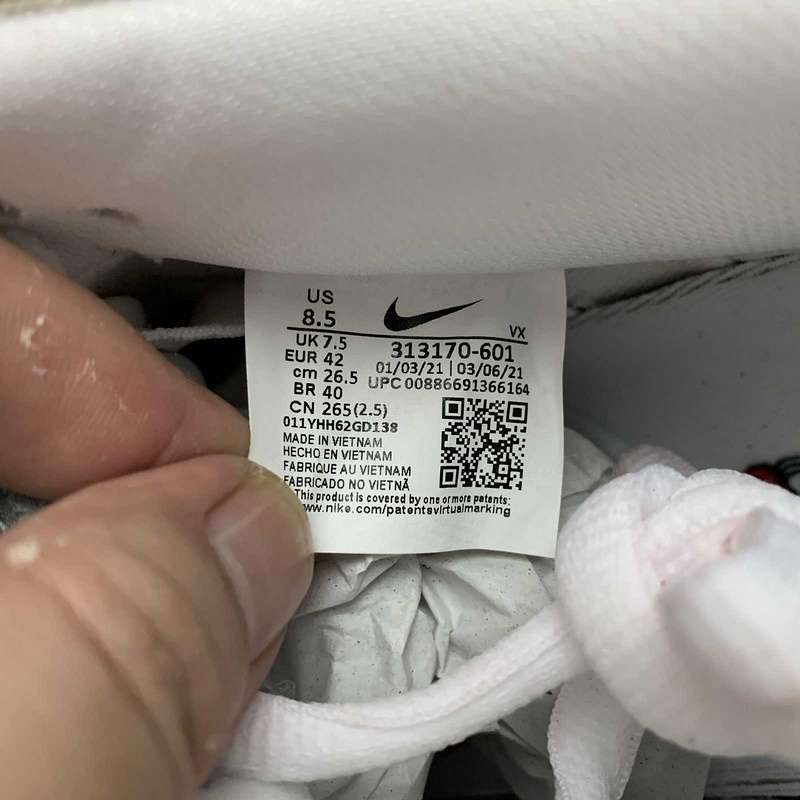 US
8.5
VX
UK 7.5
313170-601
EUR 42
01/03/21 | 03/06/21
cm 26.5
UPC 00886691366164
BR 40
CN 265(2.5)
011YHH62GD138
MADE IN VIETNAM
HECHO EN VIETNAM
FABRIQUE AU VIETNAM
FABRICADO NO VIETNÃ
This product is covered by one or more patents:
www.nike.com/patentsvirtualmarking